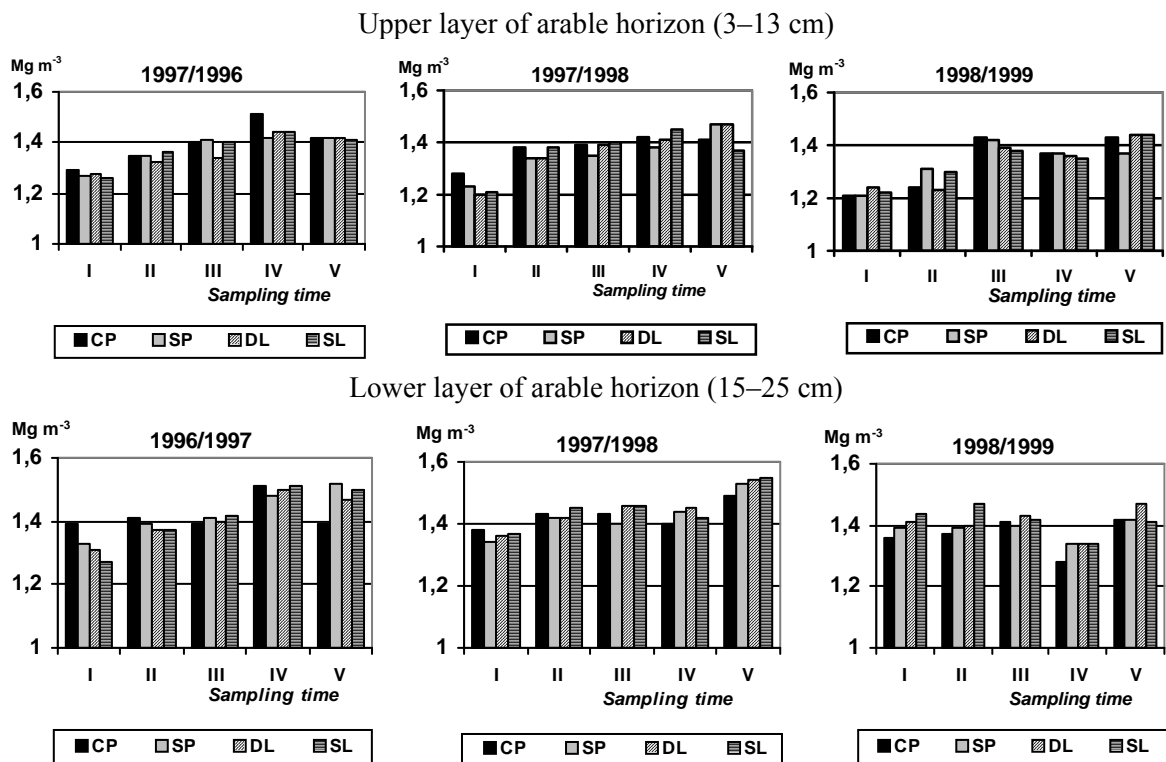 Upper layer of arable horizon (3–13 cm)
Mg m-3
1997/1996
1,6
1,4
1,2
1
I II III IV V
Sampling time
CP SP DL SL
1997/1998
1,6
1,4
1,2
1
I II III IV V
Sampling time
CP SP DL SL
Mg m-3
1998/1999
1,6
1,4
1,2
1
I II III IV V
Sampling time
CP SP DL SL
Lower layer of arable horizon (15–25 cm)
Mg m-3
1996/1997
1,6
1,4
1,2
1
I II III IV V
Sampling time
CP SP DL SL
Mg m-3
1997/1998
1,6
1,4
1,2
1
I II III IV V
Sampling time
CP SP DL SL
Mg m-3
1998/1999
1,6
1,4
1,2
1
I II III IV V
Sampling time
CP SP DL SL